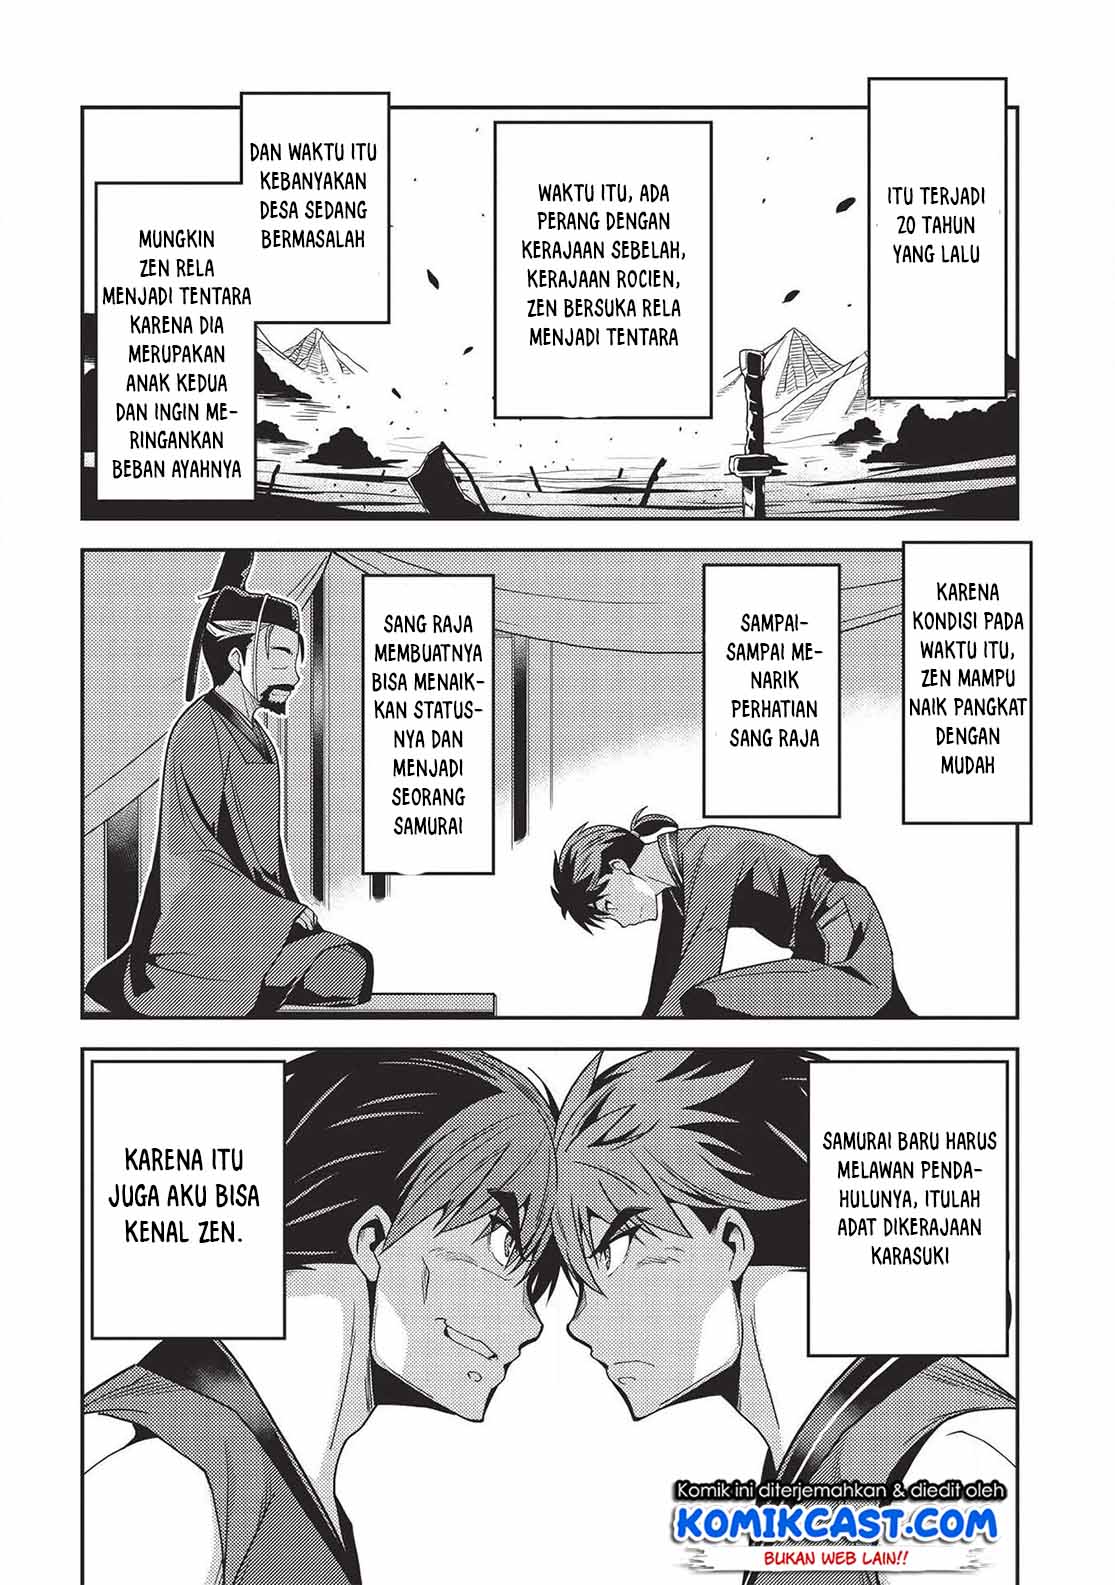 ITU TERJADI
20 TAHUN
YANG LALU
WAKTU ITU, ADA
PERANG DENGAN
KERAJAAN SEBELAH,
KERAJAAN ROCIEN,
ZEN BERSUKA RELA
MENJADI TENTARA
DAN WAKTU ITU
KEBANYAKAN
DESA SEDANG
BERMASALAH
MUNGKIN
ZEN RELA
MENJADI TENTARA
KARENA DIA
MERUPAKAN
ANAK KEDUA
DAN INGIN ME-
RINGANKAN
BEBAN AYAHNYA
KARENA
KONDISI PADA
WAKTU ITU,
ZEN MAMPU
NAIK PANGKAT
DENGAN
MUDAH
SAMPAI-
SAMPAI ME-
NARIK
PERHATIAN
SANG RAJA
SANG RAJA
MEMBUATNYA
BISA MENAIK-
KAN STATUS-
NYA DAN
MENJADI
SEORANG
SAMURAI
SAMURAI BARU HARUS
MELAWAN PENDA-
HULUNYA, ITULAH
ADAT DIKERAJAAN
KARASUKI
KARENA ITU
JUGA AKU BISA
KENAL ZEN.
Komik ini diterjemahkan & diedit oleh
KOMIKCAST.COM
BUKAN WEB LAIN!!